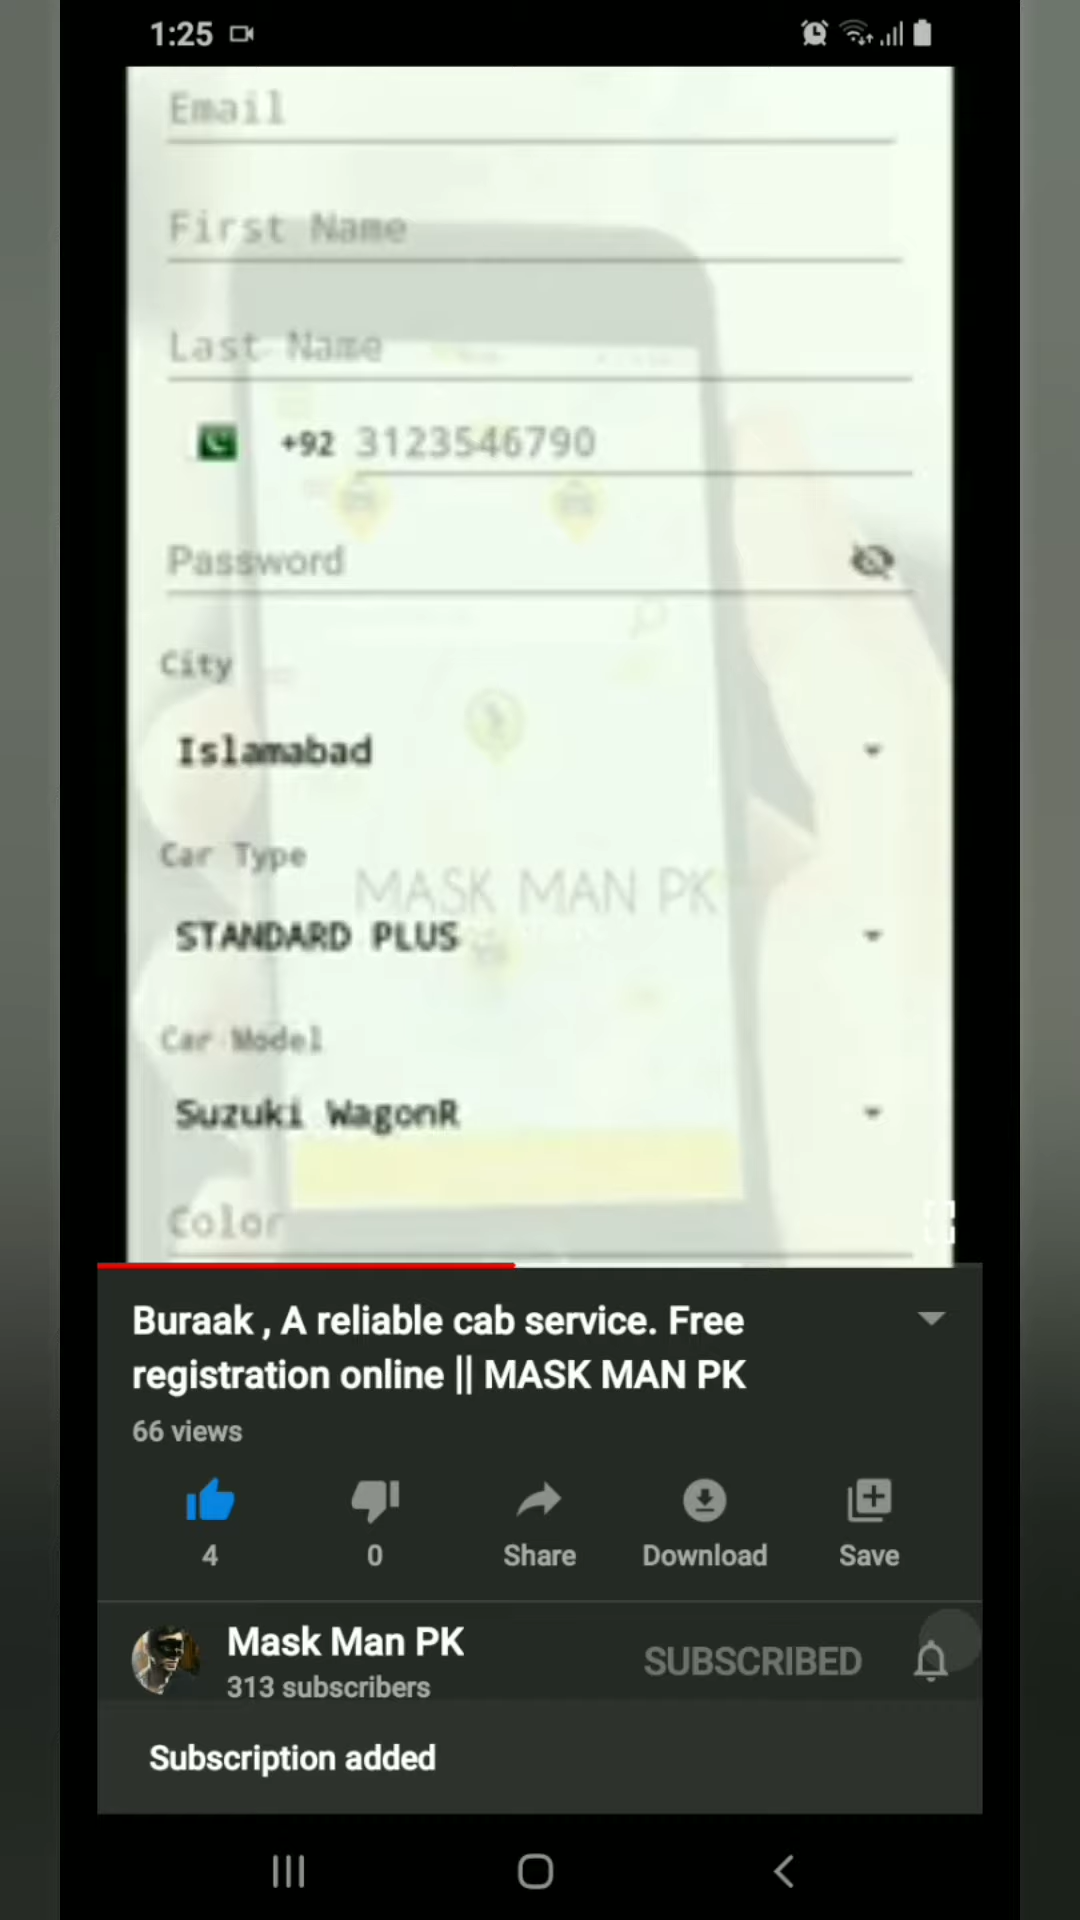 1:25
Email
First Name
Last Name
+92 3123546790
Password
City
Islamabad
Car Type
MASK MAN PK
STANDARD PLUS
Car Model
Suzuki WagonR
Color
Buraak , A reliable cab service. Free
registration online || MASK MAN PK
66 views
4 0 Share Download Save
Mask Man PK
313 subscribers
SUBSCRIBED
Subscription added